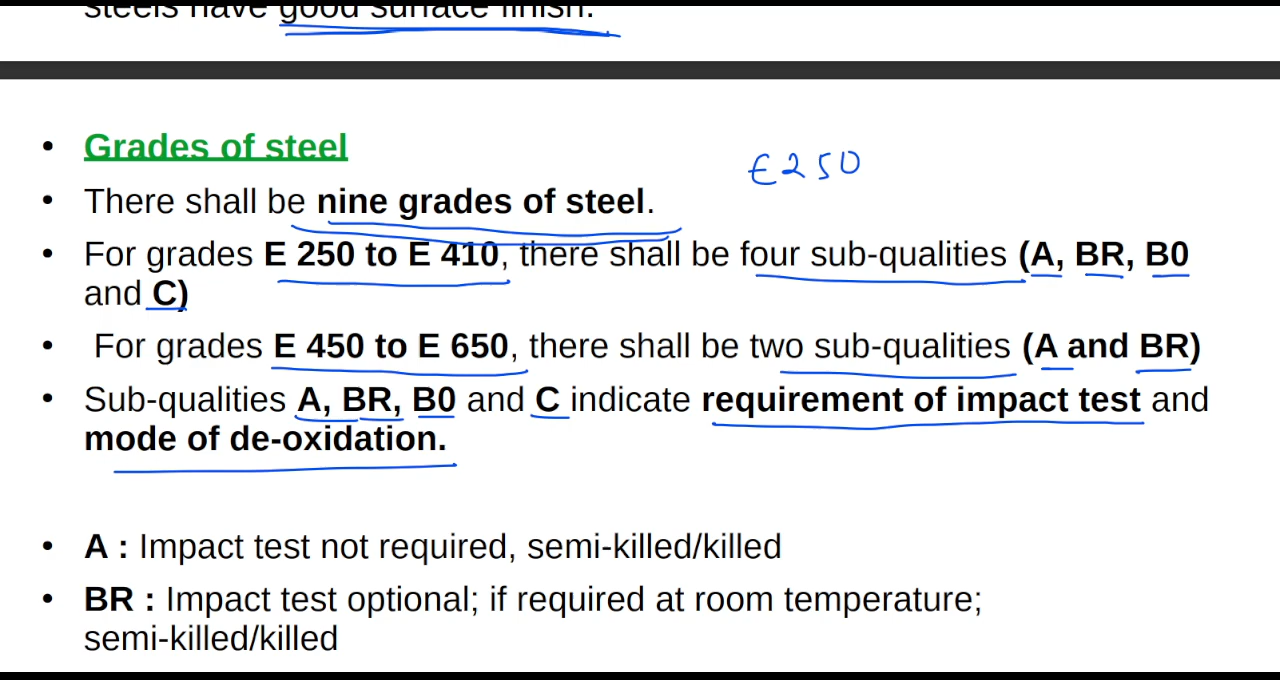 steels have good surface finish.
• Grades of steel
€250
• There shall be nine grades of steel.
• For grades E 250 to E 410, there shall be four sub-qualities (A, BR, B0
and C)
• For grades E 450 to E 650, there shall be two sub-qualities (A and BR)
• Sub-qualities A, BR, B0 and C indicate requirement of impact test and
mode of de-oxidation.
• A : Impact test not required, semi-killed/killed
• BR : Impact test optional; if required at room temperature;
semi-killed/killed